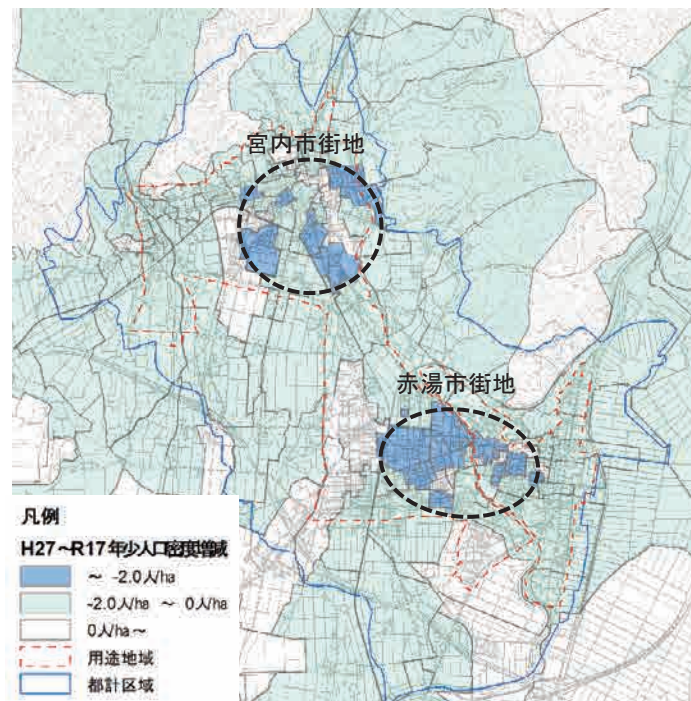 宮内市街地
赤湯市街地
凡例
H27～R17年少人口密度増減
～ -2.0人/ha
-2.0人/ha ～ 0人/ha
0人/ha～
用途地域
都計区域